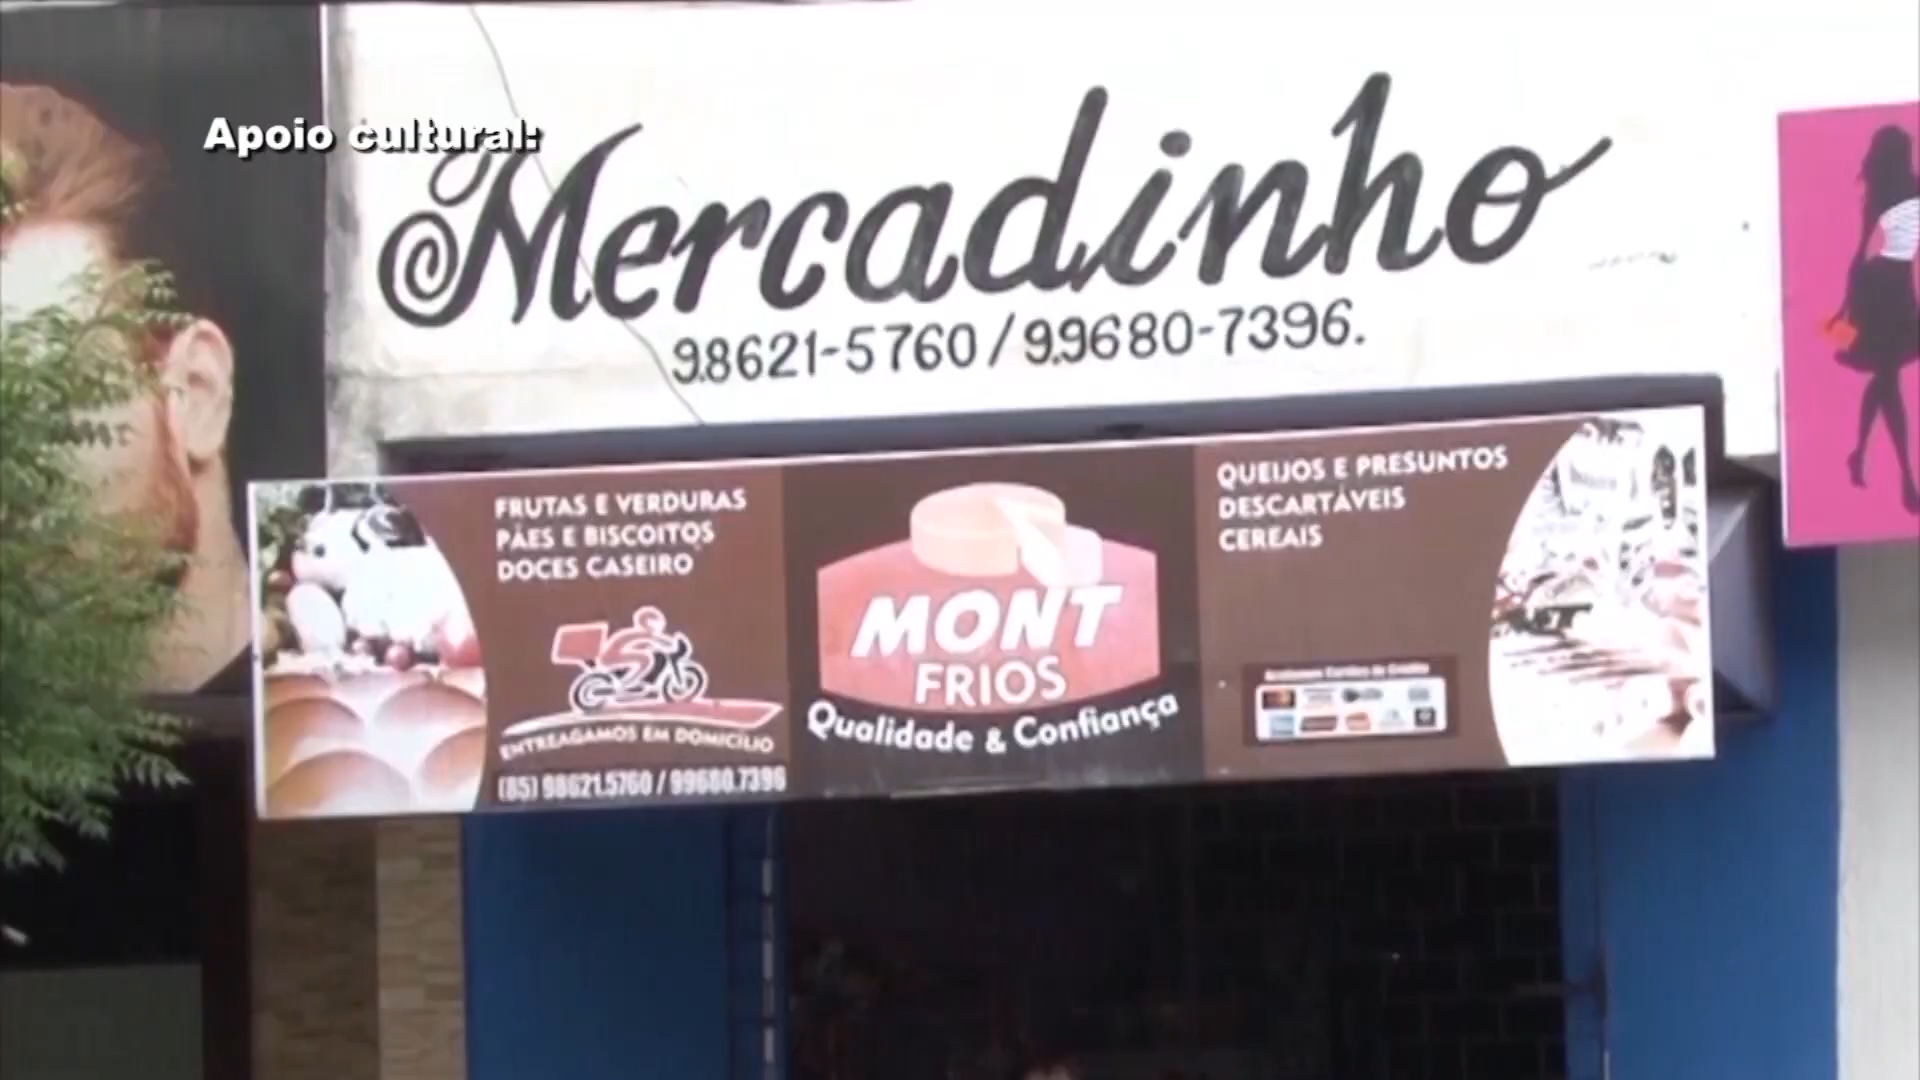 Apoio cultural:
Mercadinho
9.8621-5760 / 9.9680-7396.
FRUTAS E VERDURAS
PÃES E BISCOITOS
DOCES CASEIRO
ENTREAGAMOS EM DOMICÍLIO
(85) 98621.5760 / 99680.7396
MONT
FRIOS
Qualidade & Confiança
QUEIJOS E PRESUNTOS
DESCARTÁVEIS
CEREAIS